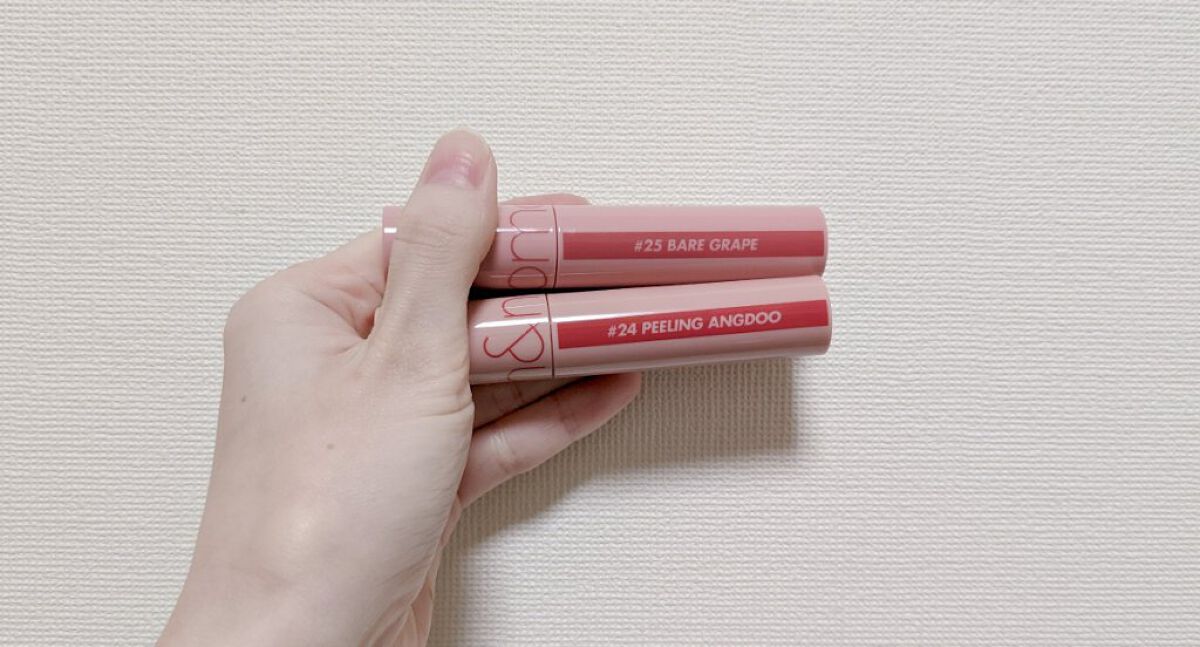 #25 BARE GRAPE
#24 PEELING ANGDOO
n&